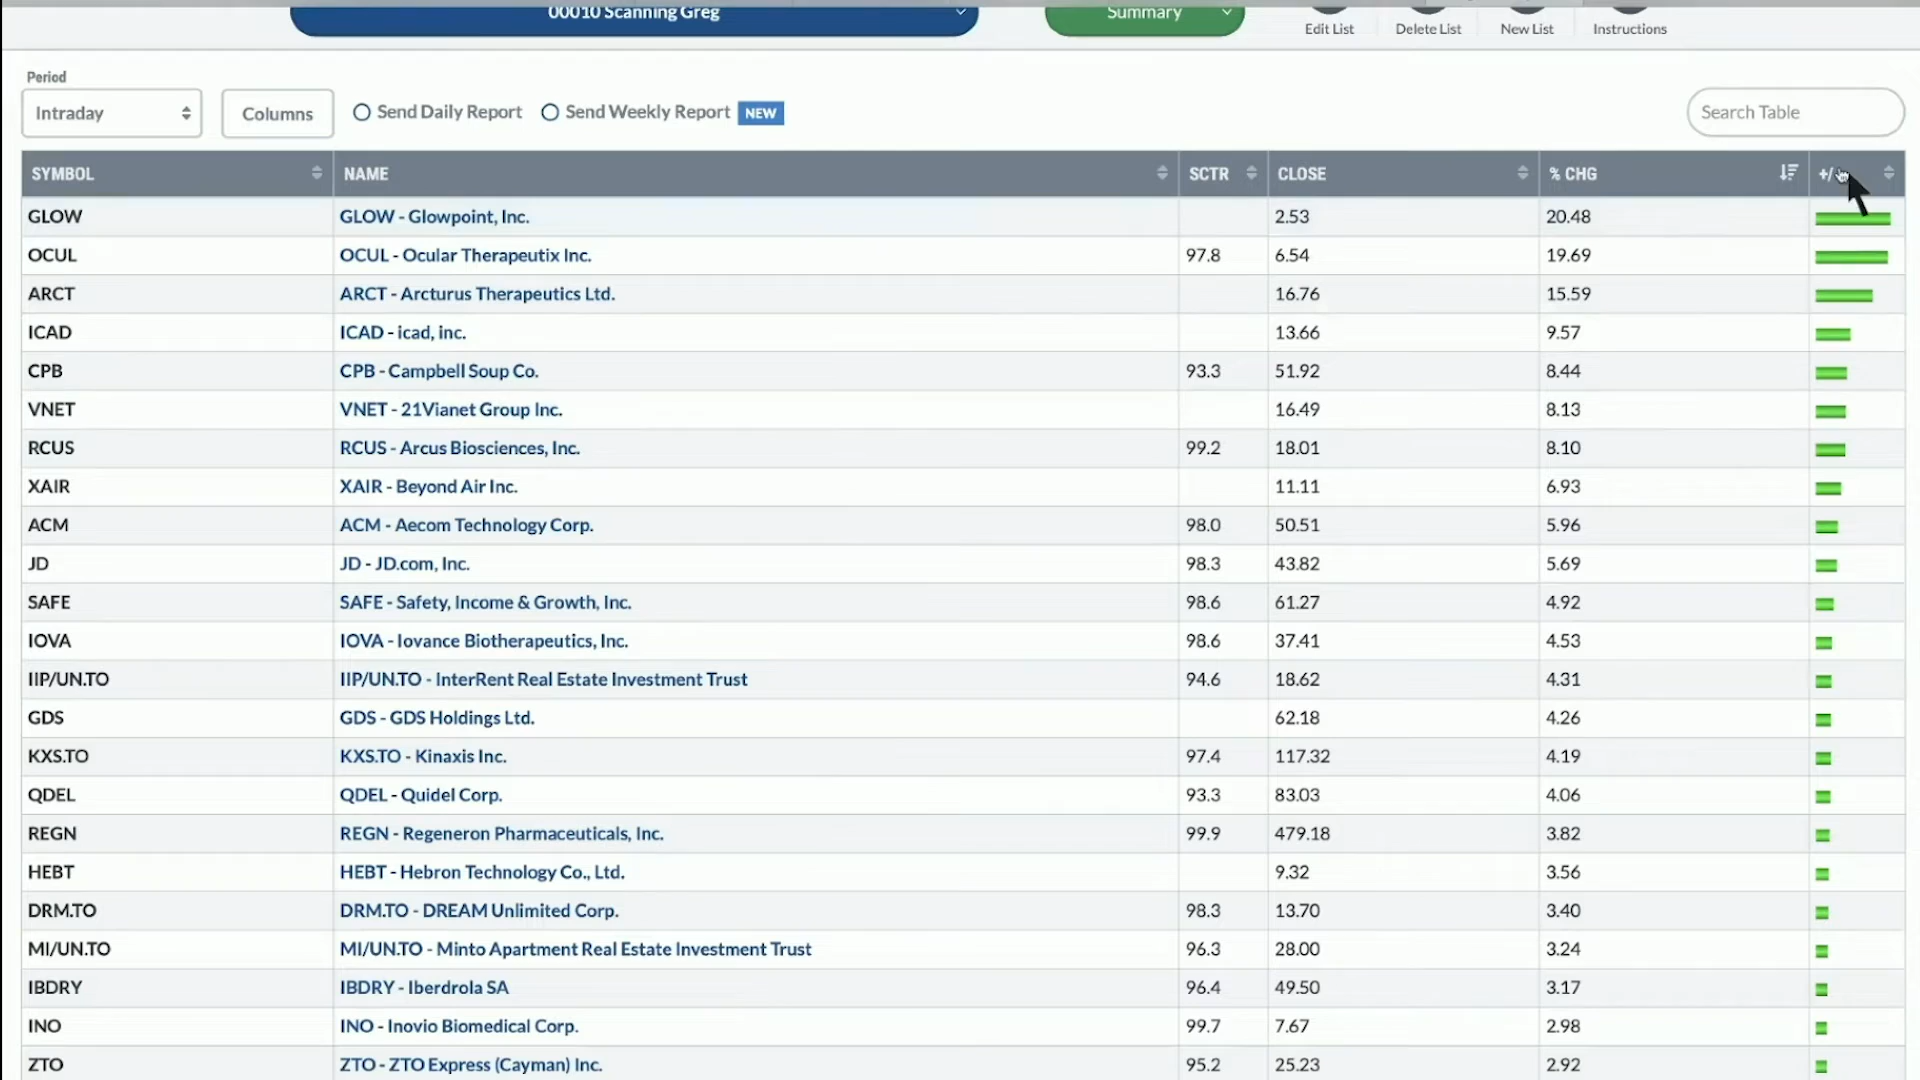 00010 Scanning Greg
Summary
Edit List
Delete List
New List
Instructions
Period
Intraday
Columns
Send Daily Report
Send Weekly Report NEW
Search Table
SYMBOL NAME SCTR CLOSE % CHG +/
GLOW GLOW - Glowpoint, Inc. 2.53 20.48
OCUL OCUL - Ocular Therapeutix Inc. 97.8 6.54 19.69
ARCT ARCT - Arcturus Therapeutics Ltd. 16.76 15.59
ICAD ICAD - icad, inc. 13.66 9.57
CPB CPB - Campbell Soup Co. 93.3 51.92 8.44
VNET VNET - 21Vianet Group Inc. 16.49 8.13
RCUS RCUS - Arcus Biosciences, Inc. 99.2 18.01 8.10
XAIR XAIR - Beyond Air Inc. 11.11 6.93
ACM ACM - Aecom Technology Corp. 98.0 50.51 5.96
JD JD - JD.com, Inc. 98.3 43.82 5.69
SAFE SAFE - Safety, Income & Growth, Inc. 98.6 61.27 4.92
IOVA IOVA - Iovance Biotherapeutics, Inc. 98.6 37.41 4.53
IIP/UN.TO IIP/UN.TO - InterRent Real Estate Investment Trust 94.6 18.62 4.31
GDS GDS - GDS Holdings Ltd. 62.18 4.26
KXS.TO KXS.TO - Kinaxis Inc. 97.4 117.32 4.19
QDEL QDEL - Quidel Corp. 93.3 83.03 4.06
REGN REGN - Regeneron Pharmaceuticals, Inc. 99.9 479.18 3.82
HEBT HEBT - Hebron Technology Co., Ltd. 9.32 3.56
DRM.TO DRM.TO - DREAM Unlimited Corp. 98.3 13.70 3.40
MI/UN.TO MI/UN.TO - Minto Apartment Real Estate Investment Trust 96.3 28.00 3.24
IBDRY IBDRY - Iberdrola SA 96.4 49.50 3.17
INO INO - Inovio Biomedical Corp. 99.7 7.67 2.98
ZTO ZTO - ZTO Express (Cayman) Inc. 95.2 25.23 2.92